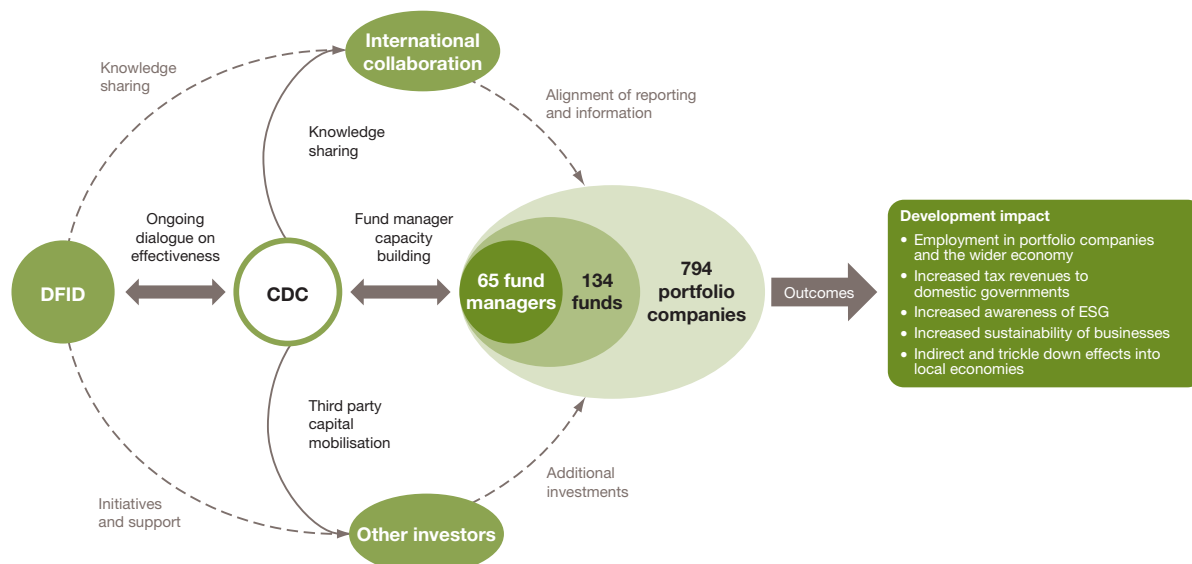 International
collaboration
Knowledge
sharing
Alignment of reporting
and information
Knowledge
sharing
Ongoing
dialogue on
effectiveness
Fund manager
capacity
building
DFID
CDC
65 fund
managers
134
funds
794
portfolio
companies
Outcomes
Development impact
• Employment in portfolio companies
and the wider economy
• Increased tax revenues to
domestic governments
• Increased awareness of ESG
• Increased sustainability of businesses
• Indirect and trickle down effects into
local economies
Third party
capital
mobilisation
Initiatives
and support
Additional
investments
Other investors